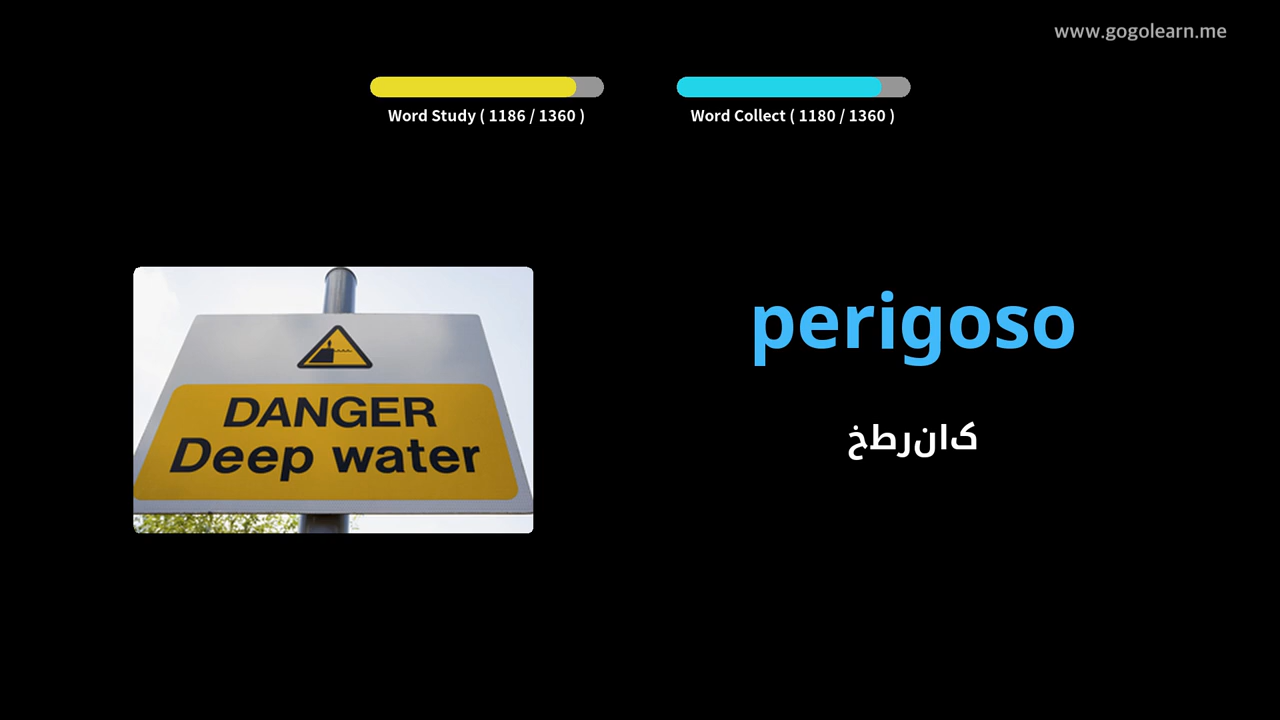 www.gogolearn.me
Word Study ( 1186 / 1360 )
Word Collect ( 1180 / 1360 )
DANGER
Deep water
perigoso
کانرطخ